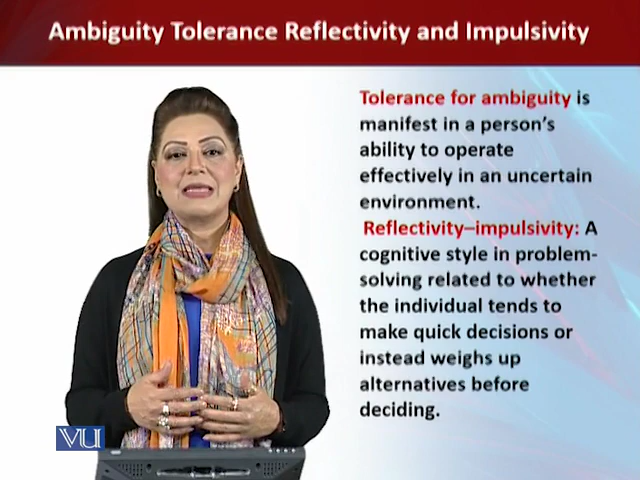 Ambiguity Tolerance Reflectivity and Impulsivity
Tolerance for ambiguity is
manifest in a person's
ability to operate
effectively in an uncertain
environment.
Reflectivity–impulsivity: A
cognitive style in problem-
solving related to whether
the individual tends to
make quick decisions or
instead weighs up
alternatives before
deciding.
VU